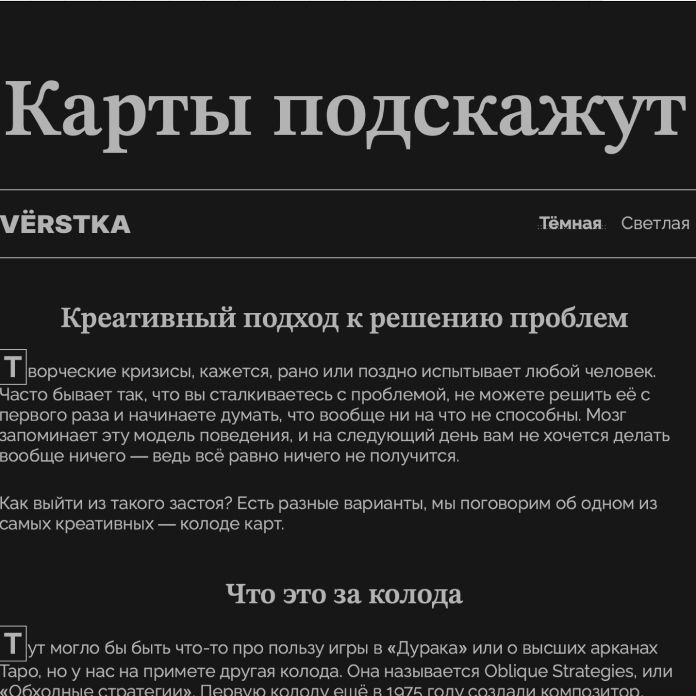 Карты подскажут
VЁRSTKA
Тёмная Светлая
Креативный подход к решению проблем
Творческие кризисы, кажется, рано или поздно испытывает любой человек.
Часто бывает так, что вы сталкиваетесь с проблемой, не можете решить её с
первого раза и начинаете думать, что вообще ни на что не способны. Мозг
запоминает эту модель поведения, и на следующий день вам не хочется делать
вообще ничего — ведь всё равно ничего не получится.
Как выйти из такого застоя? Есть разные варианты, мы поговорим об одном из
самых креативных — колоде карт.
Что это за колода
Тут могло бы быть что-то про пользу игры в «Дурака» или о высших арканах
Таро, но у нас на примете другая колода. Она называется Oblique Strategies, или
«Обходные стратегии». Первую колоду ещё в 1975 году создали композитор,